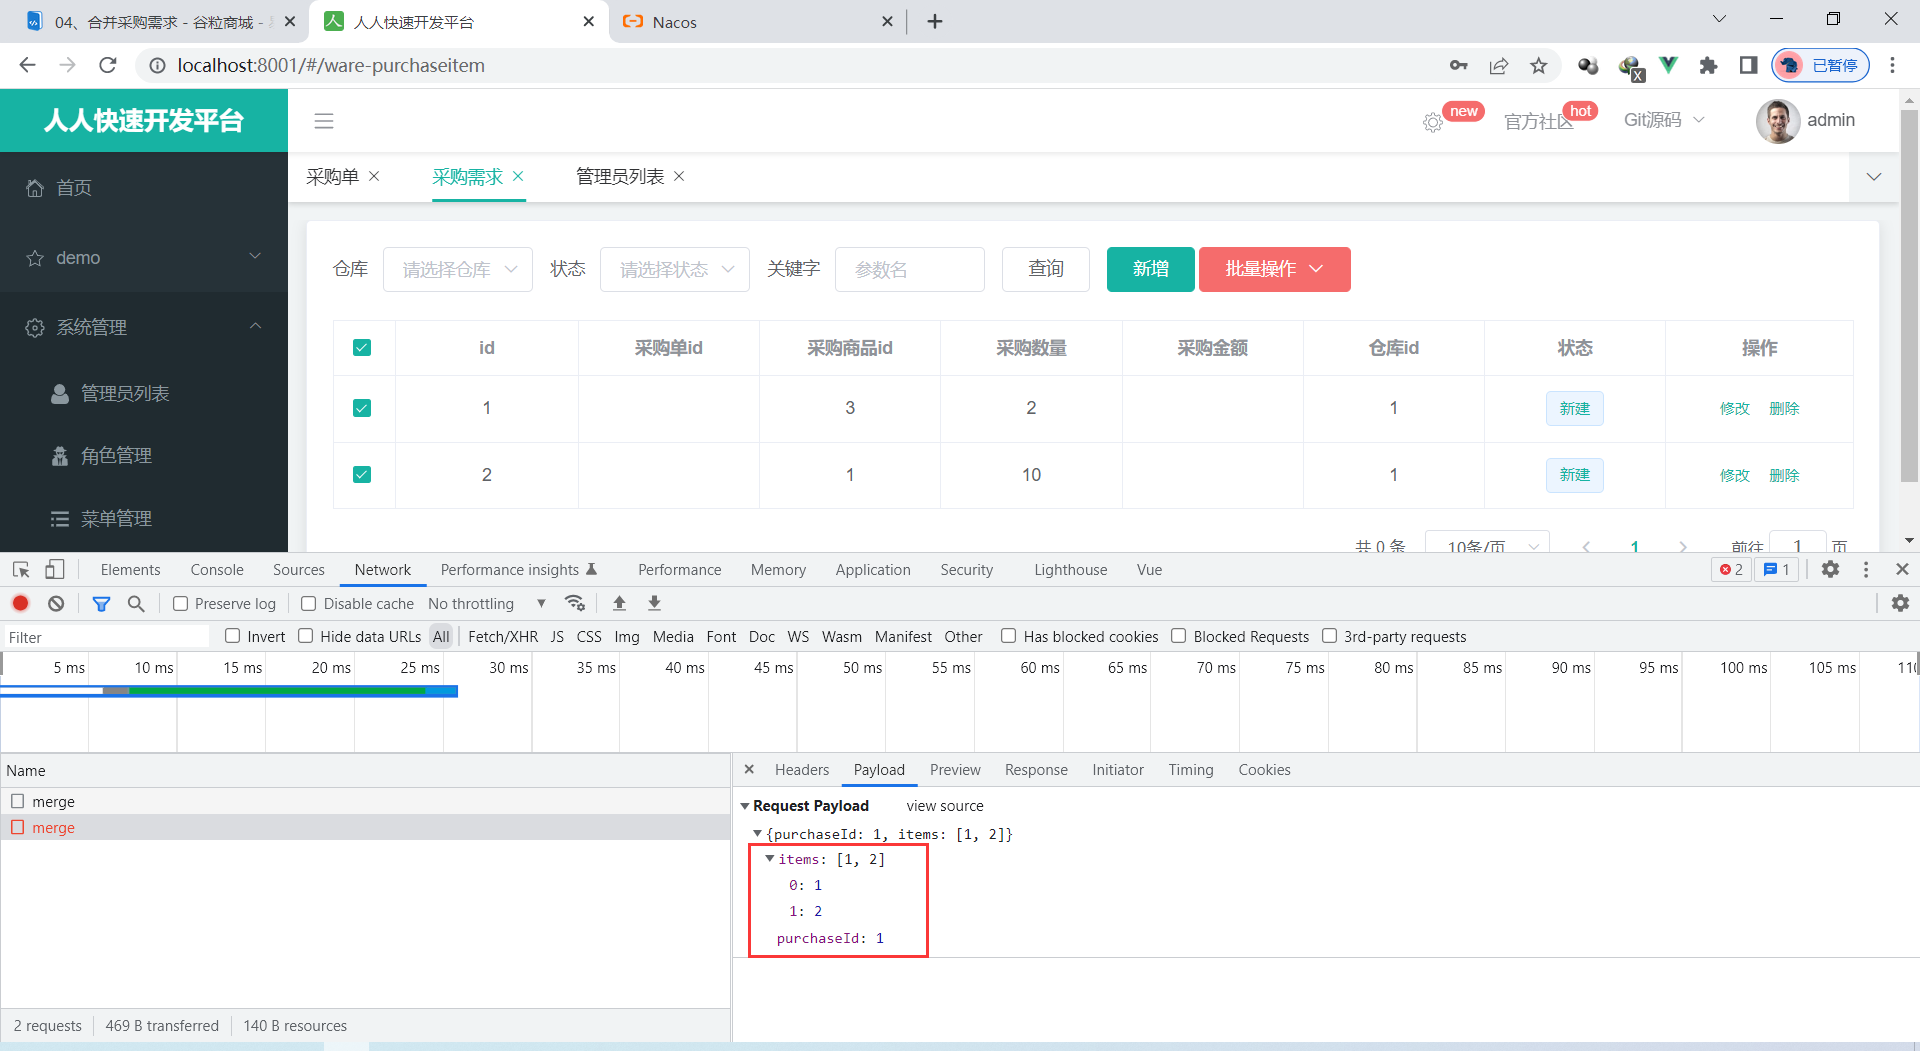 04、合并采购需求 - 谷粒商城 -
人人快速开发平台
Nacos
localhost:8001/#/ware-purchaseitem
已暂停
人人快速开发平台
new
官方社区
hot
Git源码
admin
首页
demo
系统管理
管理员列表
角色管理
菜单管理
采购单
采购需求
管理员列表
仓库
请选择仓库
状态
请选择状态
关键字
参数名
查询
新增
批量操作
id 采购单id 采购商品id 采购数量 采购金额 仓库id 状态 操作
1 3 2 1 新建 修改 删除
2 1 10 1 新建 修改 删除
共 0 条 10条/页 1 前往 1 页
Elements Console Sources Network Performance insights Performance Memory Application Security Lighthouse Vue 2 1
Preserve log Disable cache No throttling
Filter Invert Hide data URLs All Fetch/XHR JS CSS Img Media Font Doc WS Wasm Manifest Other Has blocked cookies Blocked Requests 3rd-party requests
5 ms 10 ms 15 ms 20 ms 25 ms 30 ms 35 ms 40 ms 45 ms 50 ms 55 ms 60 ms 65 ms 70 ms 75 ms 80 ms 85 ms 90 ms 95 ms 100 ms 105 ms 110
Name
merge
merge
2 requests 469 B transferred 140 B resources
Headers Payload Preview Response Initiator Timing Cookies
Request Payload view source
{purchaseId: 1, items: [1, 2]}
items: [1, 2]
0: 1
1: 2
purchaseId: 1